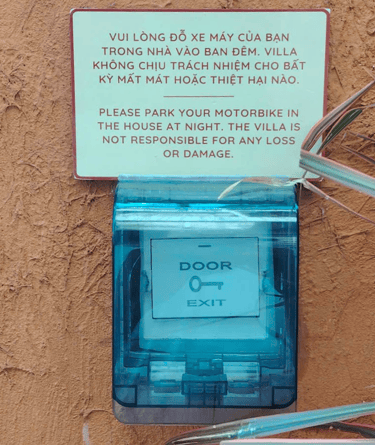 VUI LÒNG ĐỖ XE MÁY CỦA BẠN
TRONG NHÀ VÀO BAN ĐÊM. VILLA
KHÔNG CHỊU TRÁCH NHIỆM CHO BẤT
KỲ MẤT MÁT HOẶC THIỆT HẠI NÀO.
PLEASE PARK YOUR MOTORBIKE IN
THE HOUSE AT NIGHT. THE VILLA IS
NOT RESPONSIBLE FOR ANY LOSS
OR DAMAGE.
DOOR
EXIT